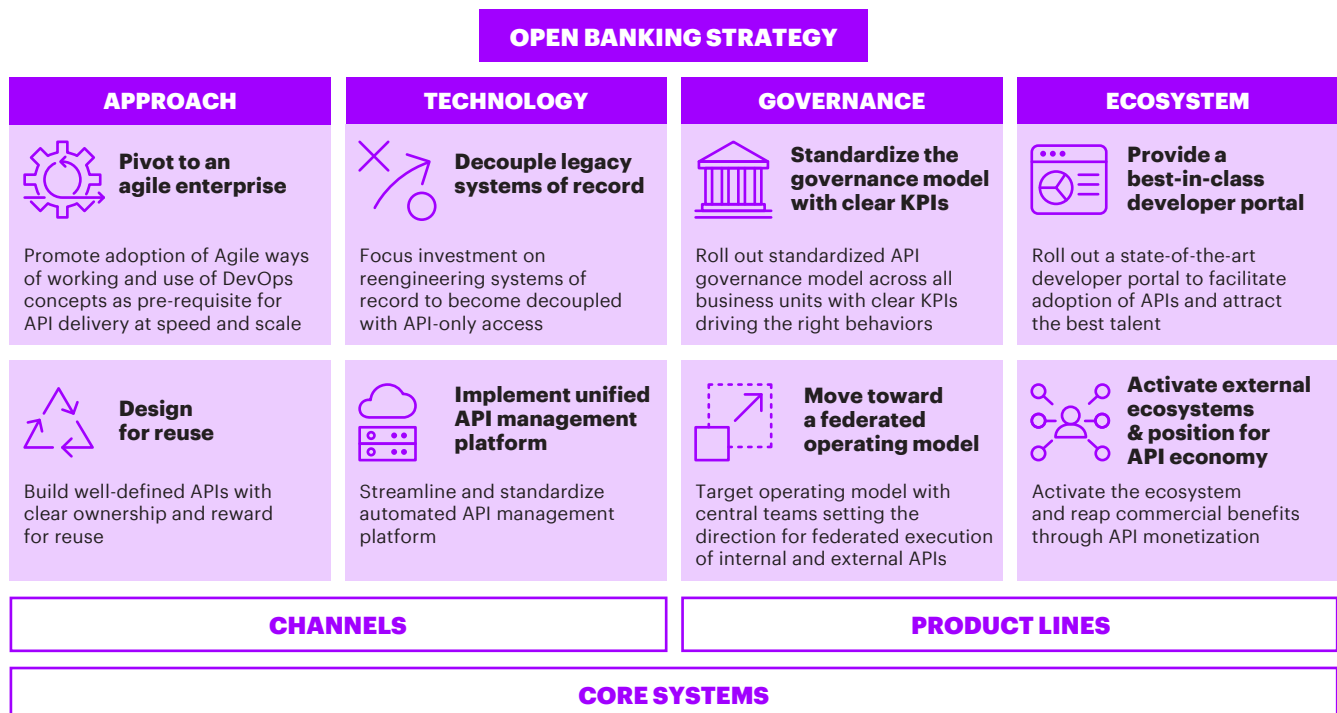 OPEN BANKING STRATEGY
APPROACH
Pivot to an
agile enterprise
Promote adoption of Agile ways
of working and use of DevOps
concepts as pre-requisite for
API delivery at speed and scale
Design
for reuse
Build well-defined APIs with
clear ownership and reward
for reuse
TECHNOLOGY
Decouple legacy
systems of record
Focus investment on
reengineering systems of
record to become decoupled
with API-only access
Implement unified
API management
platform
Streamline and standardize
automated API management
platform
GOVERNANCE
Standardize the
governance model
with clear KPIs
Roll out standardized API
governance model across all
business units with clear KPIs
driving the right behaviors
Move toward
a federated
operating model
Target operating model with
central teams setting the
direction for federated execution
of internal and external APIs
ECOSYSTEM
Provide a
best-in-class
developer portal
Roll out a state-of-the-art
developer portal to facilitate
adoption of APIs and attract
the best talent
Activate external
ecosystems
& position for
API economy
Activate the ecosystem
and reap commercial benefits
through API monetization
CHANNELS
PRODUCT LINES
CORE SYSTEMS